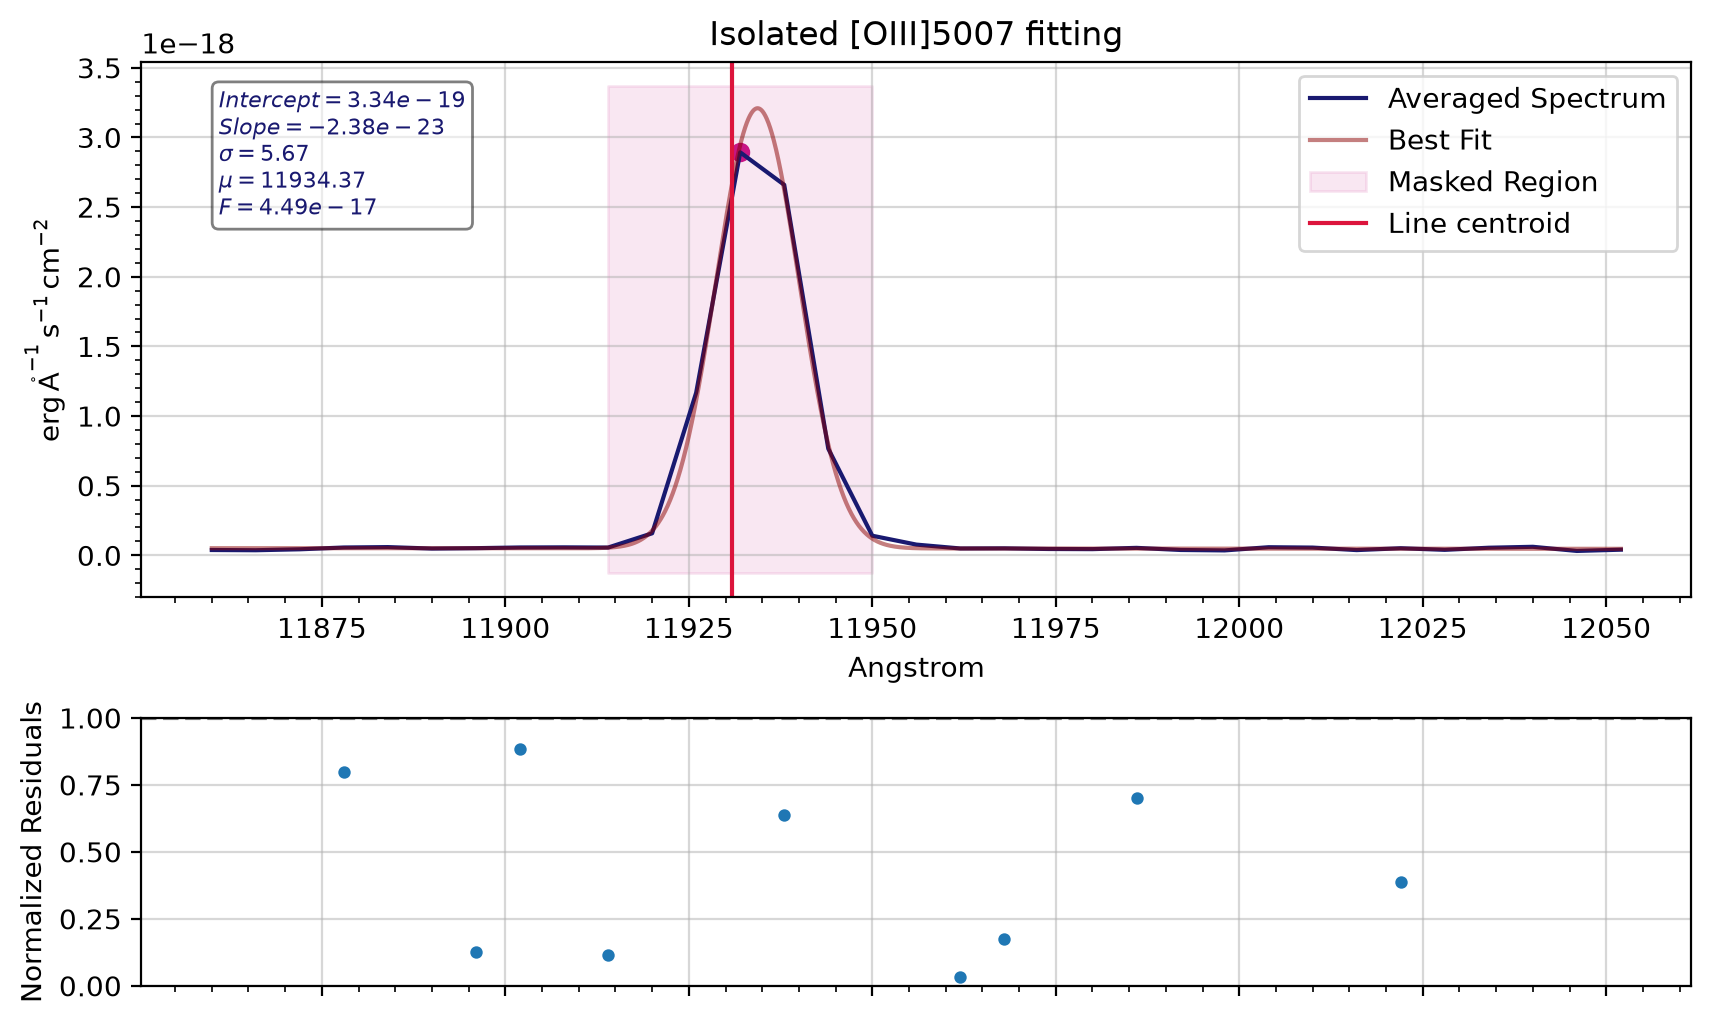 Isolated [OIII]5007 fitting
1e−18
3.5
3.0
2.5
2.0
1.5
1.0
0.5
0.0
erg Å⁻¹ s⁻¹ cm⁻²
Intercept = 3.34e − 19
Slope = −2.38e − 23
σ = 5.67
μ = 11934.37
F = 4.49e − 17
Averaged Spectrum
Best Fit
Masked Region
Line centroid
11875 11900 11925 11950 11975 12000 12025 12050
Angstrom
1.00
0.75
0.50
0.25
0.00
Normalized Residuals